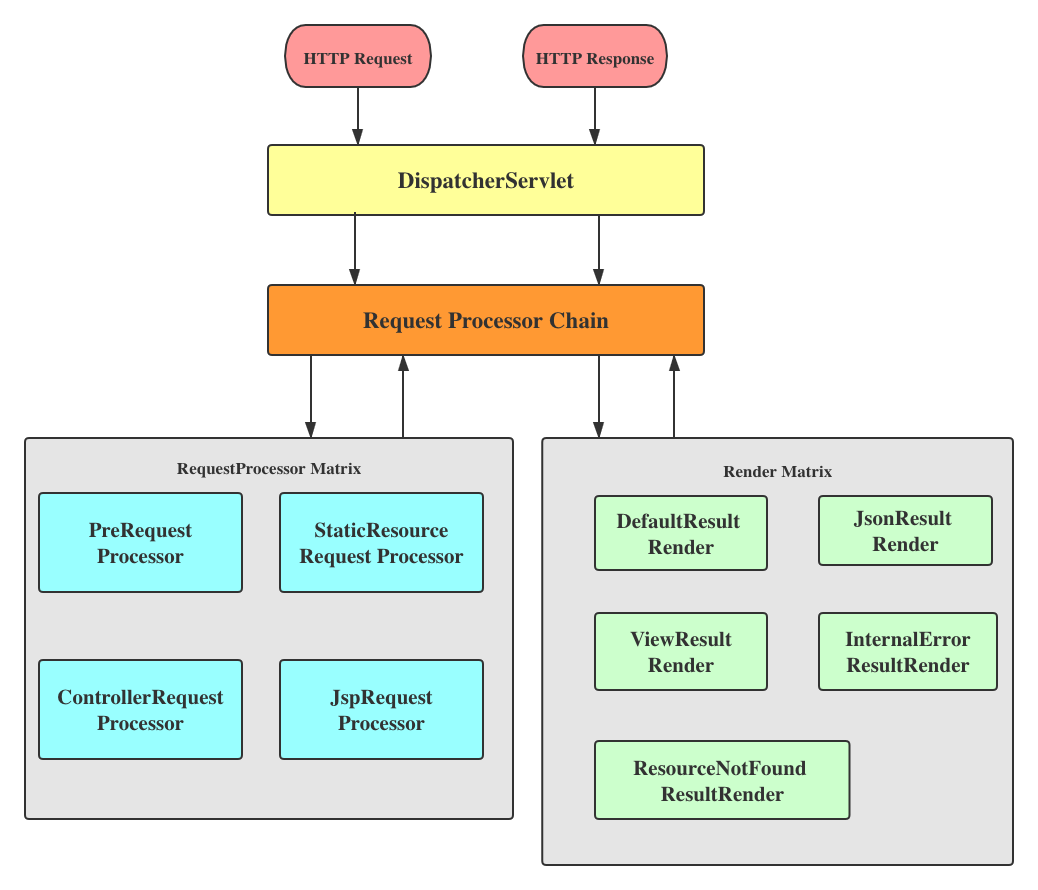 HTTP Request
HTTP Response
DispatcherServlet
Request Processor Chain
RequestProcessor Matrix
PreRequest
Processor
StaticResource
Request Processor
ControllerRequest
Processor
JspRequest
Processor
Render Matrix
DefaultResult
Render
JsonResult
Render
ViewResult
Render
InternalError
ResultRender
ResourceNotFound
ResultRender